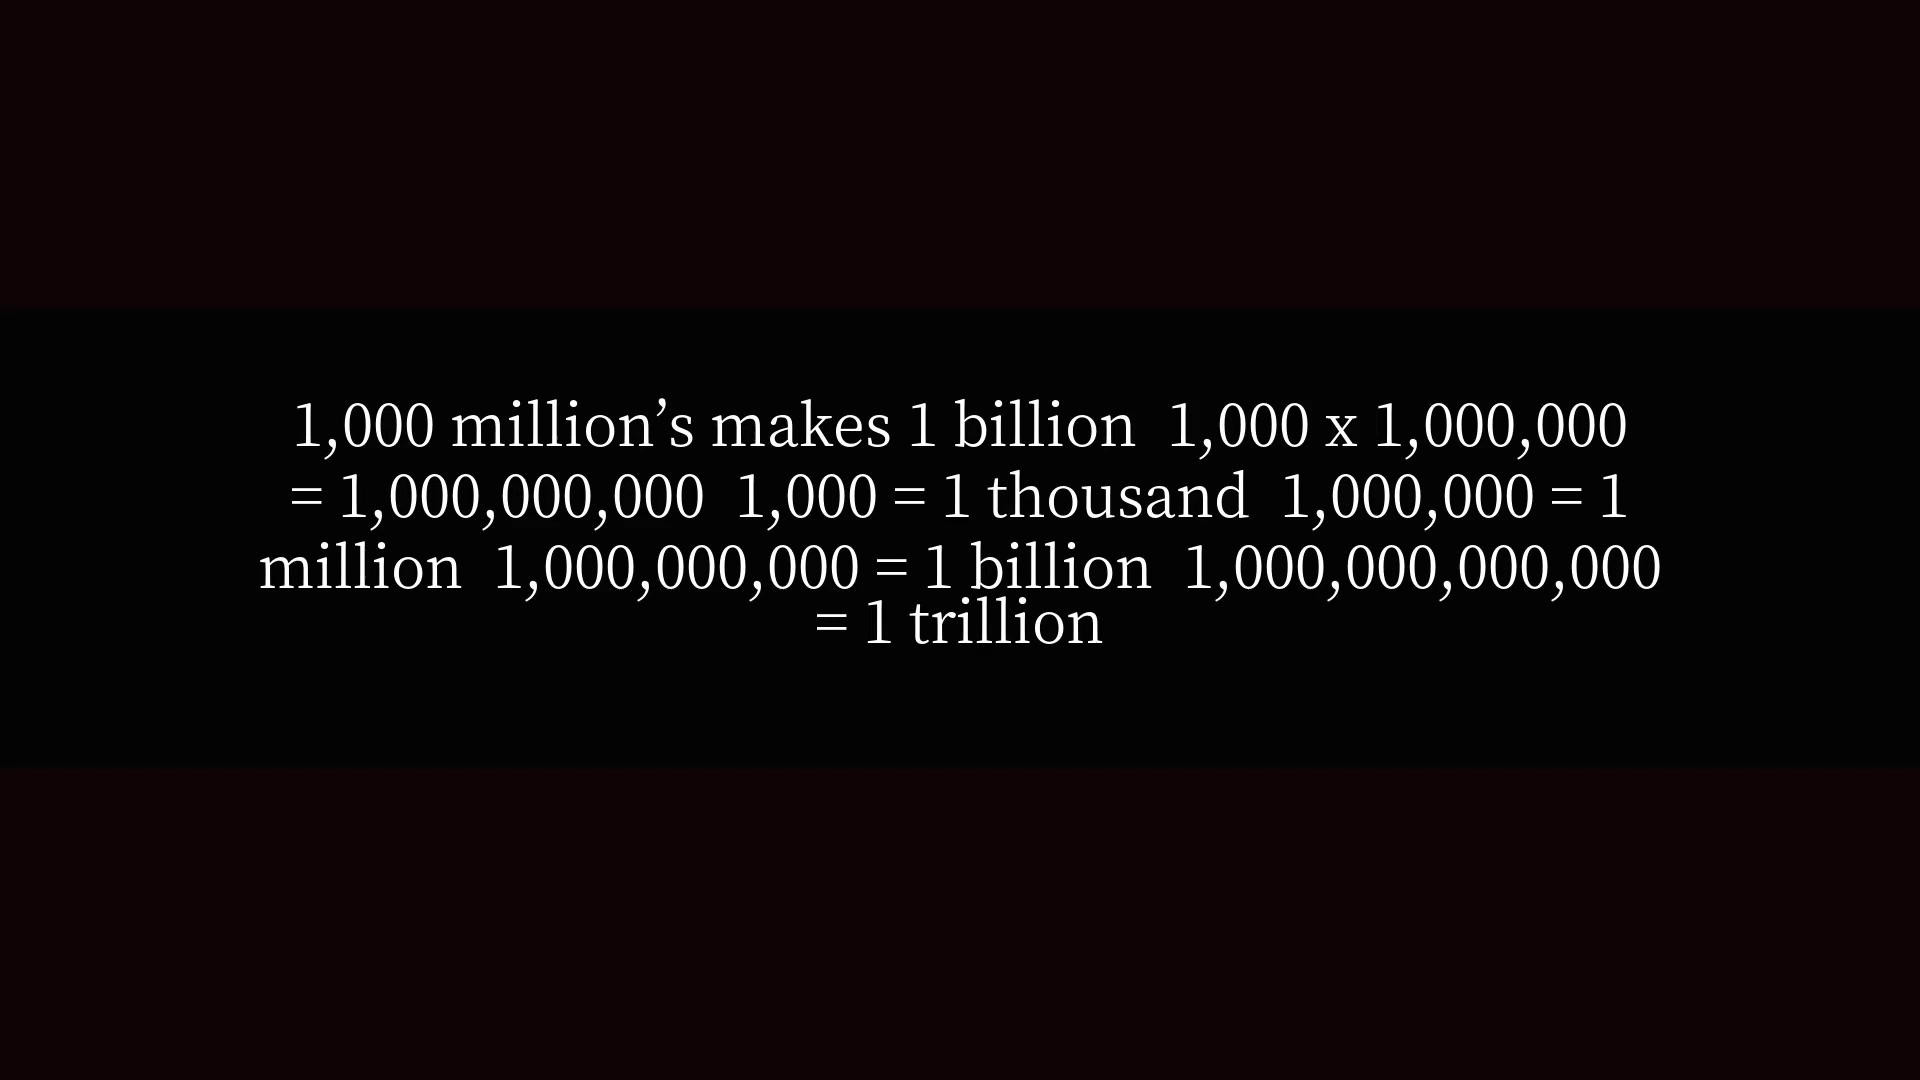 1,000 million’s makes 1 billion  1,000 x 1,000,000
= 1,000,000,000  1,000 = 1 thousand  1,000,000 = 1
million  1,000,000,000 = 1 billion  1,000,000,000,000
= 1 trillion